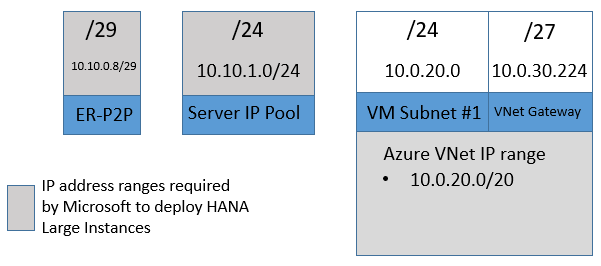 /29
10.10.0.8/29
ER-P2P
/24
10.10.1.0/24
Server IP Pool
/24
10.0.20.0
VM Subnet #1
/27
10.0.30.224
VNet Gateway
Azure VNet IP range
• 10.0.20.0/20
IP address ranges required
by Microsoft to deploy HANA
Large Instances